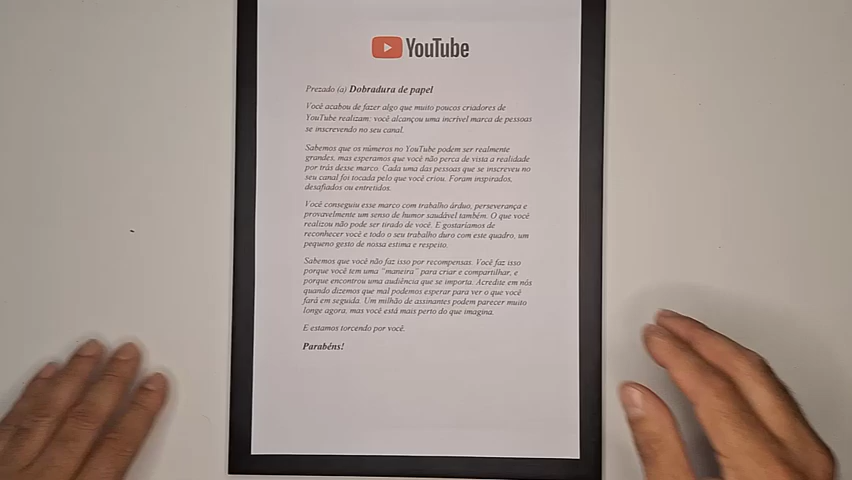 YouTube
Prezado (a) Dobradura de papel
Você acabou de fazer algo que muito poucos criadores de
YouTube realizam: você alcançou uma incrível marca de pessoas
se inscrevendo no seu canal.
Sabemos que os números no YouTube podem ser realmente
grandes, mas esperamos que você não perca de vista a realidade
por trás desse marco. Cada uma das pessoas que se inscreveu no
seu canal foi tocada pelo que você criou. Foram inspirados,
desafiados ou entretidos.
Você conseguiu esse marco com trabalho árduo, perseverança e
provavelmente um senso de humor saudável também. O que você
realizou não pode ser tirado de você. E gostaríamos de
reconhecer você e todo o seu trabalho duro com este quadro, um
pequeno gesto de nossa estima e respeito.
Sabemos que você não faz isso por recompensas. Você faz isso
porque você tem uma "maneira" para criar e compartilhar, e
porque encontrou uma audiência que se importa. Acredite em nós
quando dizemos que mal podemos esperar para ver o que você
fará em seguida. Um milhão de assinantes podem parecer muito
longe agora, mas você está mais perto do que imagina.
E estamos torcendo por você.
Parabéns!